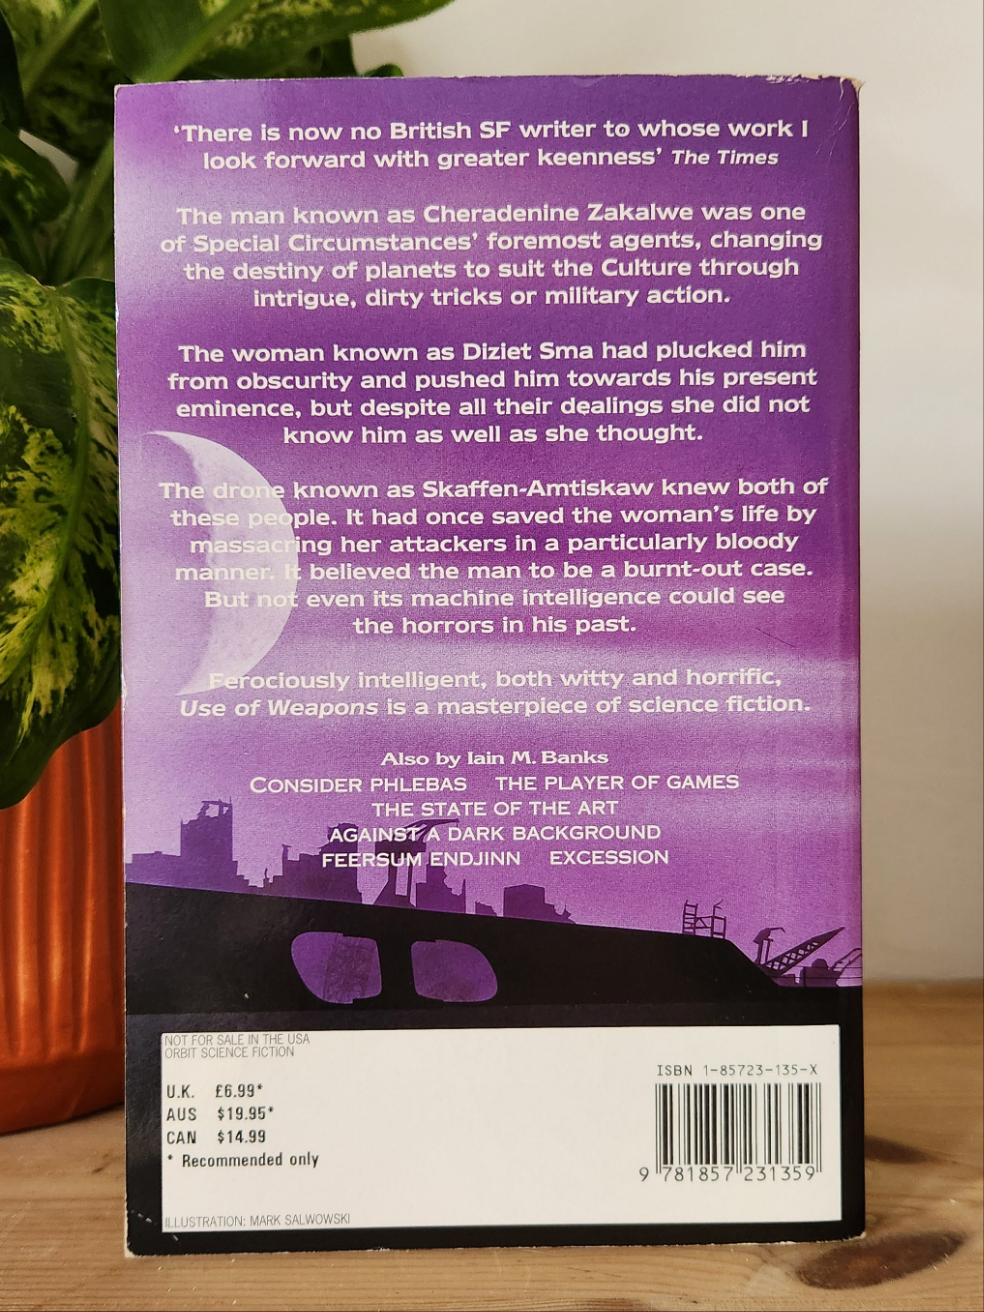 ‘There is now no British SF writer to whose work I
look forward with greater keenness’ The Times
The man known as Cheradenine Zakalwe was one
of Special Circumstances’ foremost agents, changing
the destiny of planets to suit the Culture through
intrigue, dirty tricks or military action.
The woman known as Diziet Sma had plucked him
from obscurity and pushed him towards his present
eminence, but despite all their dealings she did not
know him as well as she thought.
The drone known as Skaffen-Amtiskaw knew both of
these people. It had once saved the woman’s life by
massacring her attackers in a particularly bloody
manner. It believed the man to be a burnt-out case.
But not even its machine intelligence could see
the horrors in his past.
Ferociously intelligent, both witty and horrific,
Use of Weapons is a masterpiece of science fiction.
Also by Iain M. Banks
CONSIDER PHLEBAS THE PLAYER OF GAMES
THE STATE OF THE ART
AGAINST A DARK BACKGROUND
FEERSUM ENDJINN EXCESSION
NOT FOR SALE IN THE USA
ORBIT SCIENCE FICTION
U.K. £6.99*
AUS $19.95*
CAN $14.99
* Recommended only
ISBN 1-85723-135-X
9 781857 231359
ILLUSTRATION: MARK SALWOWSKI